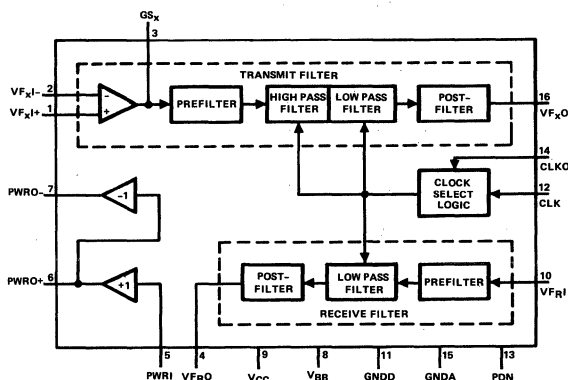 GSx
3
TRANSMIT FILTER
VFxI- 2
VFxI+ 1
-
+
PREFILTER
HIGH PASS
FILTER
LOW PASS
FILTER
POST-
FILTER
16
VFxO
14
CLKO
CLOCK
SELECT
LOGIC
12
CLK
PWRO- 7
-1
PWRO+ 6
+1
POST-
FILTER
LOW PASS
FILTER
PREFILTER
10
VFRI
RECEIVE FILTER
5 4 9 8 11 15 13
PWRI VFRO VCC VBB GNDD GNDA PDN